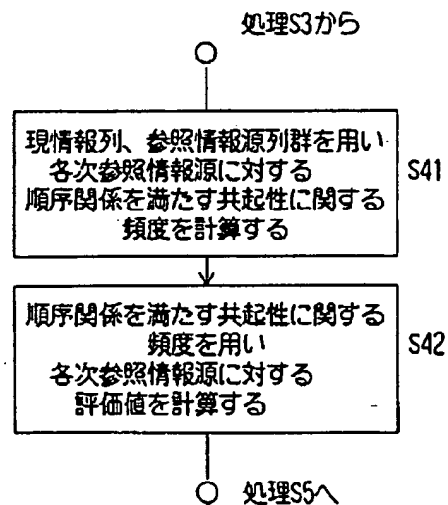 処理S3から
現情報列、参照情報源列群を用い
各次参照情報源に対する
順序関係を満たす共起性に関する
頻度を計算する
S41
順序関係を満たす共起性に関する
頻度を用い
各次参照情報源に対する
評価値を計算する
S42
処理S5へ